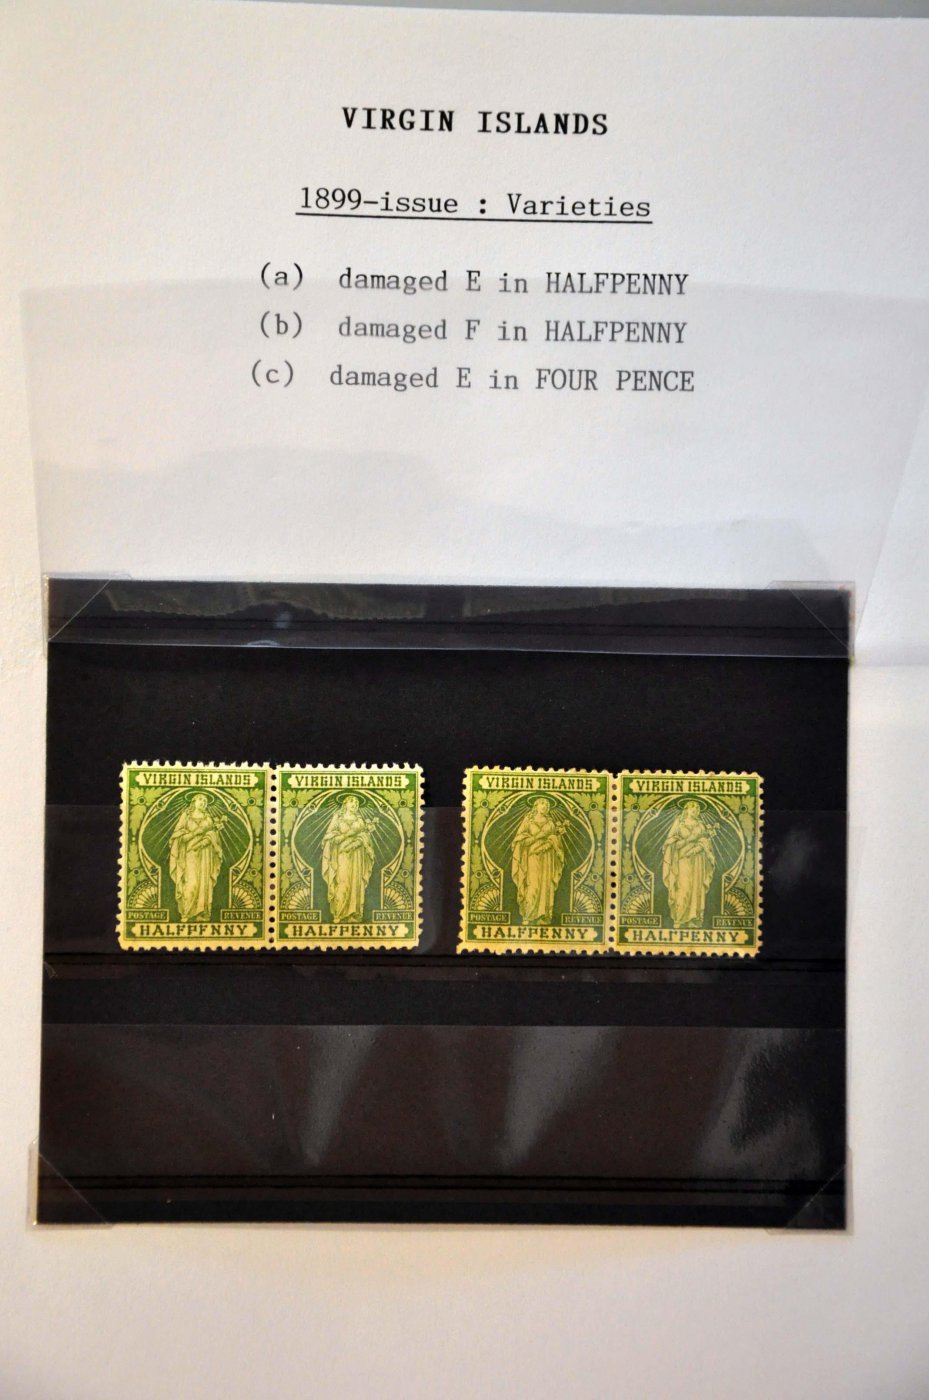 VIRGIN ISLANDS
1899-issue : Varieties
(a) damaged E in HALFPENNY
(b) damaged F in HALFPENNY
(c) damaged E in FOUR PENCE
VIRGIN ISLANDS VIRGIN ISLANDS VIRGIN ISLANDS VIRGIN ISLANDS
POSTAGE REVENUE POSTAGE REVENUE POSTAGE REVENUE POSTAGE REVENUE
HALFPFNNY HALFPENNY HALFPENNY HALFPENNY